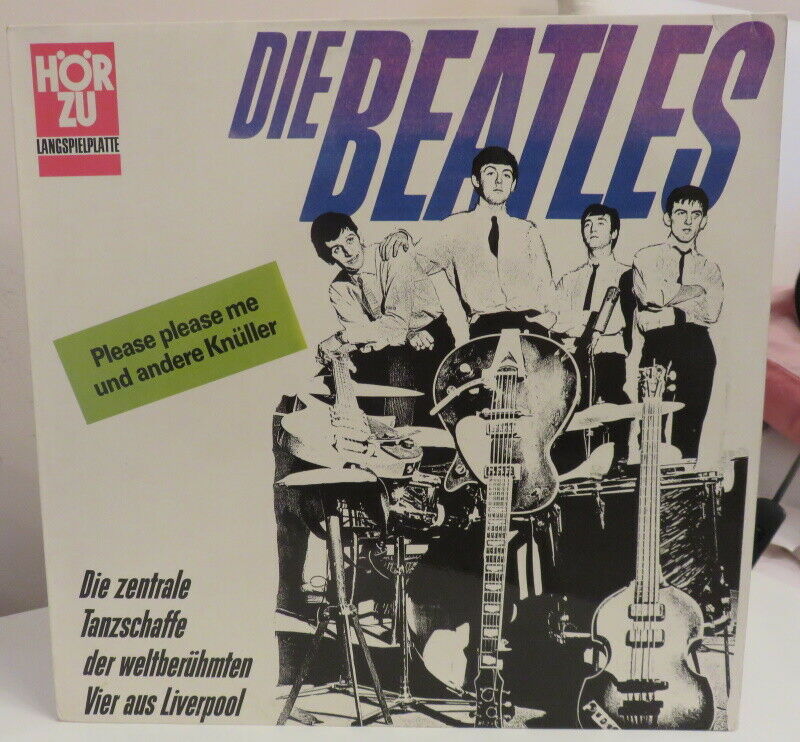 HÖR
ZU
LANGSPIELPLATTE
DIE BEATLES
Please please me
und andere Knüller
Die zentrale
Tanzschaffe
der weltberühmten
Vier aus Liverpool